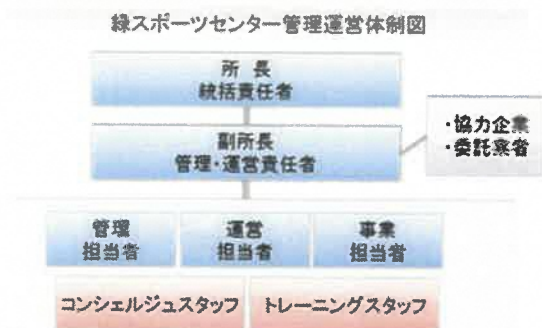 緑スポーツセンター管理運営体制図
所 長
統括責任者
副所長
管理・運営責任者
・協力企業
・委託業者
管理
担当者
運営
担当者
事業
担当者
コンシェルジュスタッフ
トレーニングスタッフ